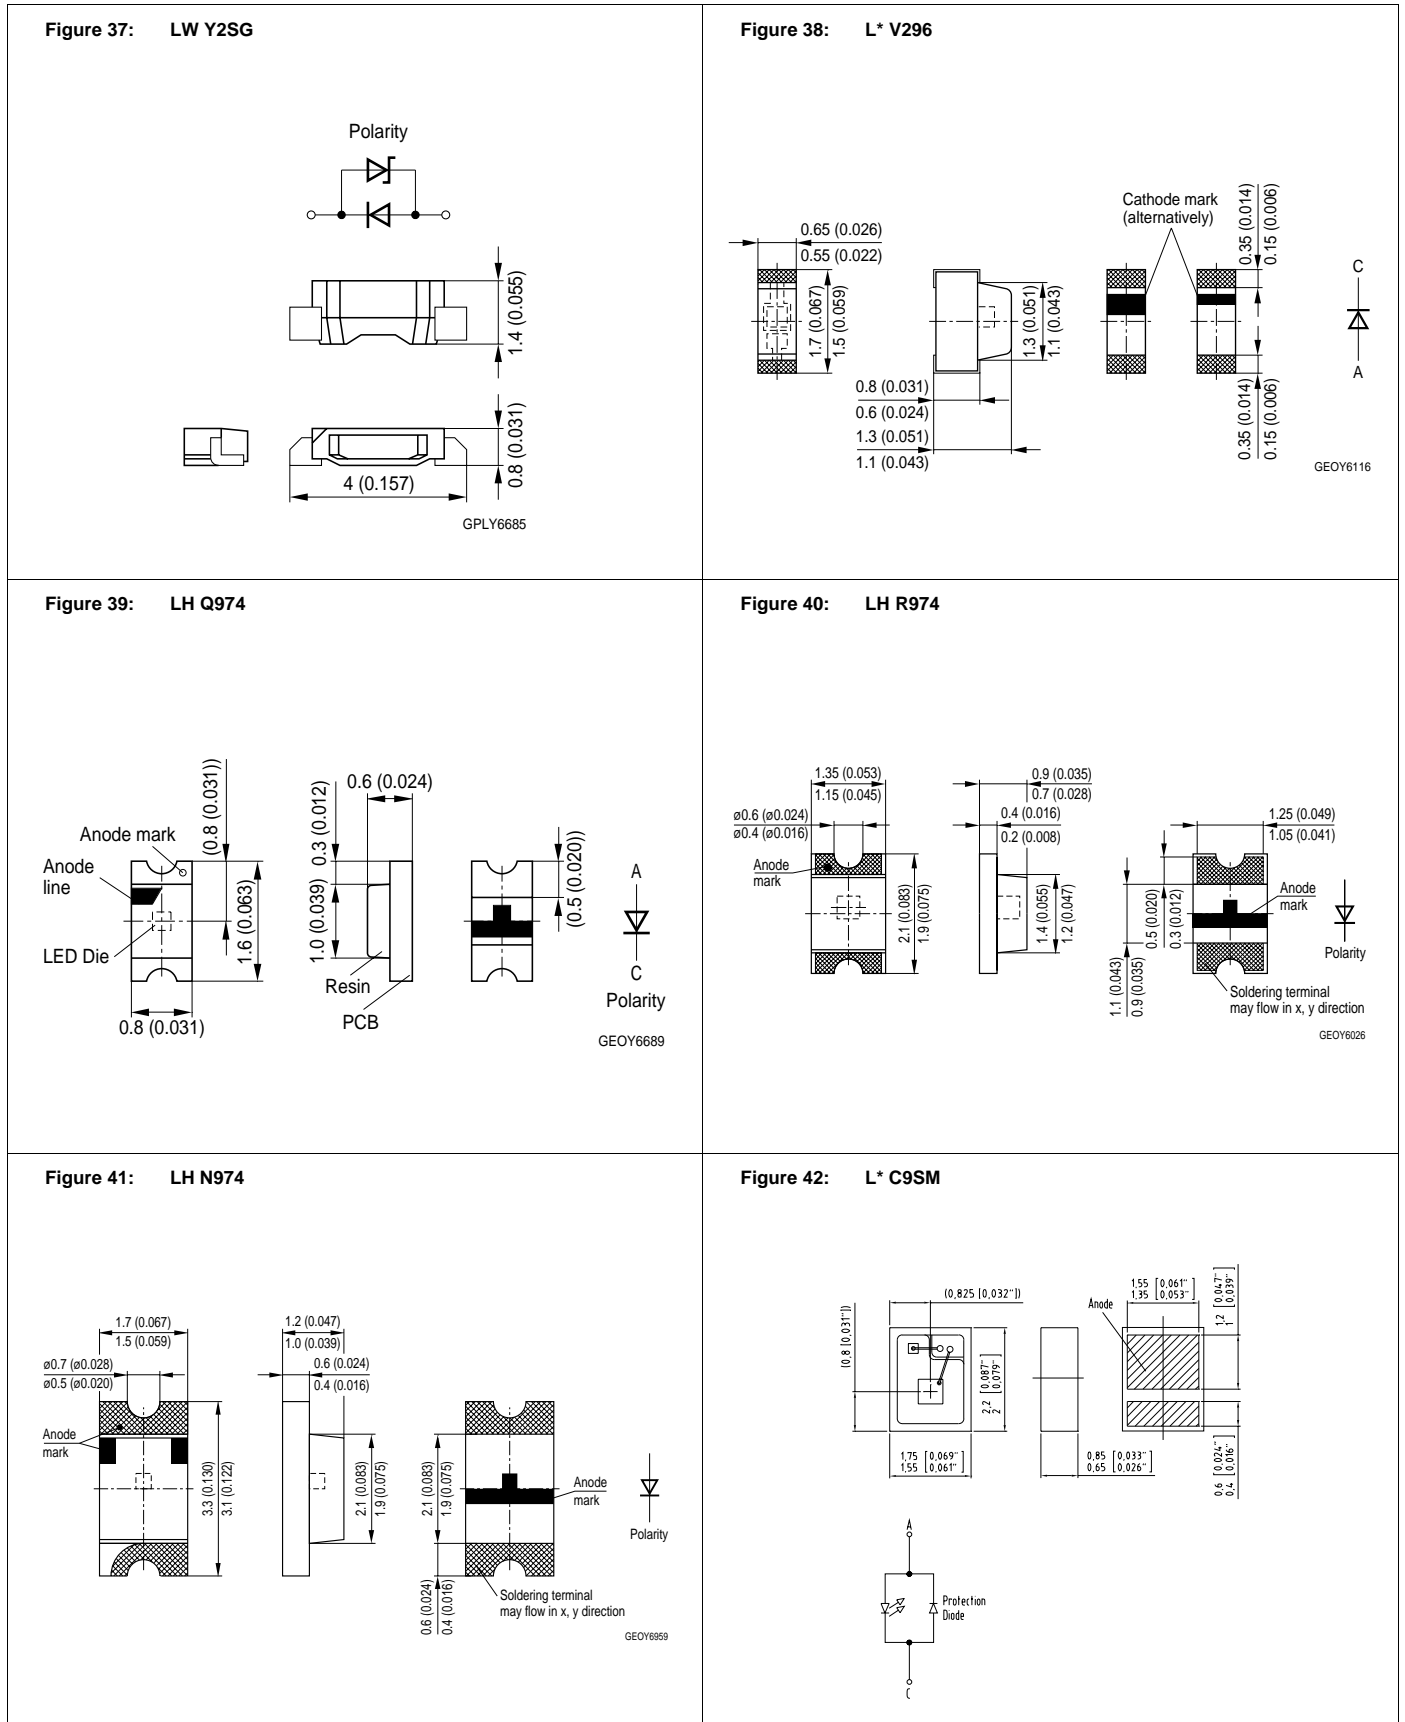 Figure 37: LW Y2SG
Polarity
1.4 (0.055)
0.8 (0.031)
4 (0.157)
GPLY6685
Figure 38: L* V296
0.65 (0.026)
0.55 (0.022)
1.7 (0.067)
1.5 (0.059)
1.3 (0.051)
1.1 (0.043)
0.8 (0.031)
0.6 (0.024)
1.3 (0.051)
1.1 (0.043)
Cathode mark
(alternatively)
0.35 (0.014)
0.15 (0.006)
0.35 (0.014)
0.15 (0.006)
C
A
GEOY6116
Figure 39: LH Q974
Anode mark
Anode
line
LED Die
(0.8 (0.031))
1.6 (0.063)
0.8 (0.031)
0.6 (0.024)
0.3 (0.012)
1.0 (0.039)
Resin
PCB
(0.5 (0.020))
A
C
Polarity
GEOY6689
Figure 40: LH R974
1.35 (0.053)
1.15 (0.045)
ø0.6 (ø0.024)
ø0.4 (ø0.016)
Anode
mark
2.1 (0.083)
1.9 (0.075)
0.9 (0.035)
0.7 (0.028)
0.4 (0.016)
0.2 (0.008)
1.4 (0.055)
1.2 (0.047)
1.25 (0.049)
1.05 (0.041)
0.5 (0.020)
0.3 (0.012)
1.1 (0.043)
0.9 (0.035)
Anode
mark
Soldering terminal
may flow in x, y direction
Polarity
GEOY6026
Figure 41: LH N974
1.7 (0.067)
1.5 (0.059)
ø0.7 (ø0.028)
ø0.5 (ø0.020)
Anode
mark
3.3 (0.130)
3.1 (0.122)
1.2 (0.047)
1.0 (0.039)
0.6 (0.024)
0.4 (0.016)
2.1 (0.083)
1.9 (0.075)
2.1 (0.083)
1.9 (0.075)
0.6 (0.024)
0.4 (0.016)
Anode
mark
Soldering terminal
may flow in x, y direction
Polarity
GEOY6959
Figure 42: L* C9SM
(0,825 [0,032"])
(0,8 [0,031"])
2,2 [0,087"]
2 [0,079"]
1,75 [0,069"]
1,55 [0,061"]
0,85 [0,033"]
0,65 [0,026"]
Anode
1,55 [0,061"]
1,35 [0,053"]
1,2 [0,047"]
1 [0,039"]
0,6 [0,024"]
0,4 [0,016"]
A
Protection
Diode
C